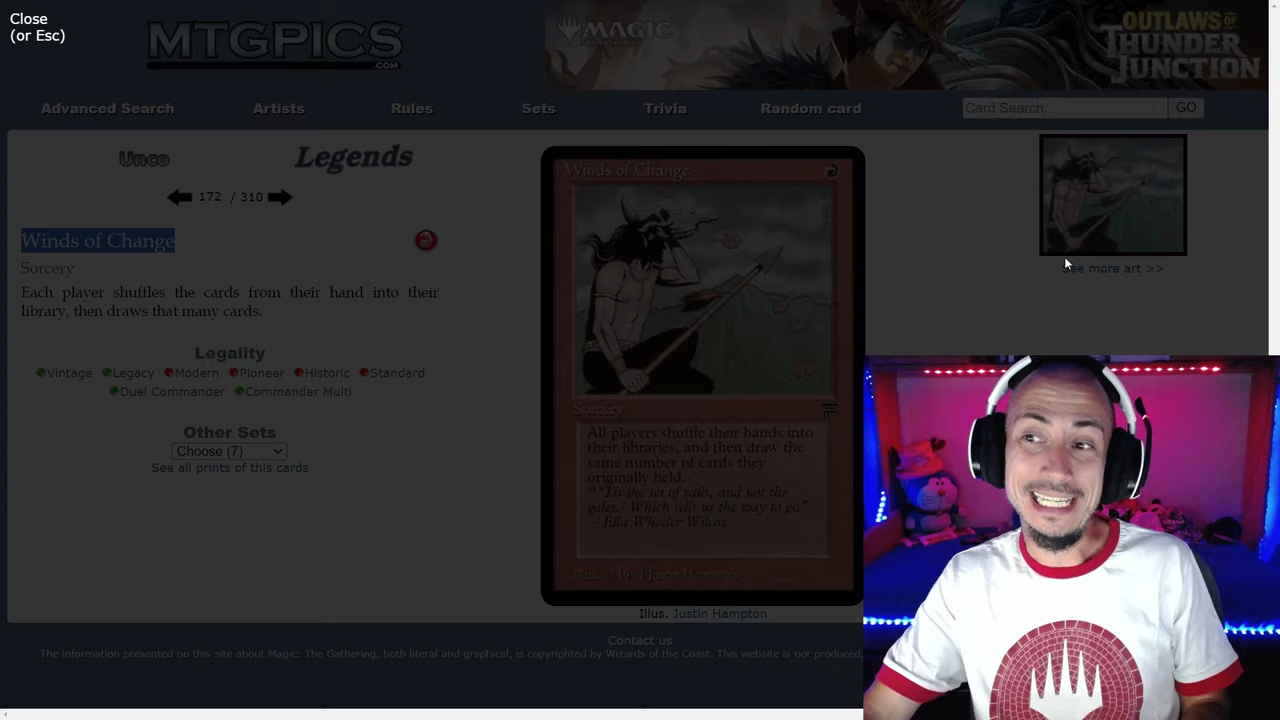 Close
(or Esc)
MTGPICS
.COM
MAGIC
THE GATHERING
OUTLAWS OF
THUNDER
JUNCTION
Advanced Search
Artists
Rules
Sets
Trivia
Random card
Card Search...
GO
Unco
Legends
172 / 310
Winds of Change
Sorcery
Each player shuffles the cards from their hand into their
library, then draws that many cards.
Legality
Vintage Legacy Modern Pioneer Historic Standard
Duel Commander Commander Multi
Other Sets
Choose (7)
See all prints of this cards
Winds of Change
Sorcery
All players shuffle their hands into
their libraries, and then draw the
same number of cards they
originally held.
"'Tis the set of sails, and not the
gales,/ Which tells us the way to go."
—Ella Wheeler Wilcox
Illus. ©1994 Justin Hampton
Illus. Justin Hampton
See more art >>
Contact us
The information presented on this site about Magic: The Gathering, both literal and graphical, is copyrighted by Wizards of the Coast. This website is not produced,